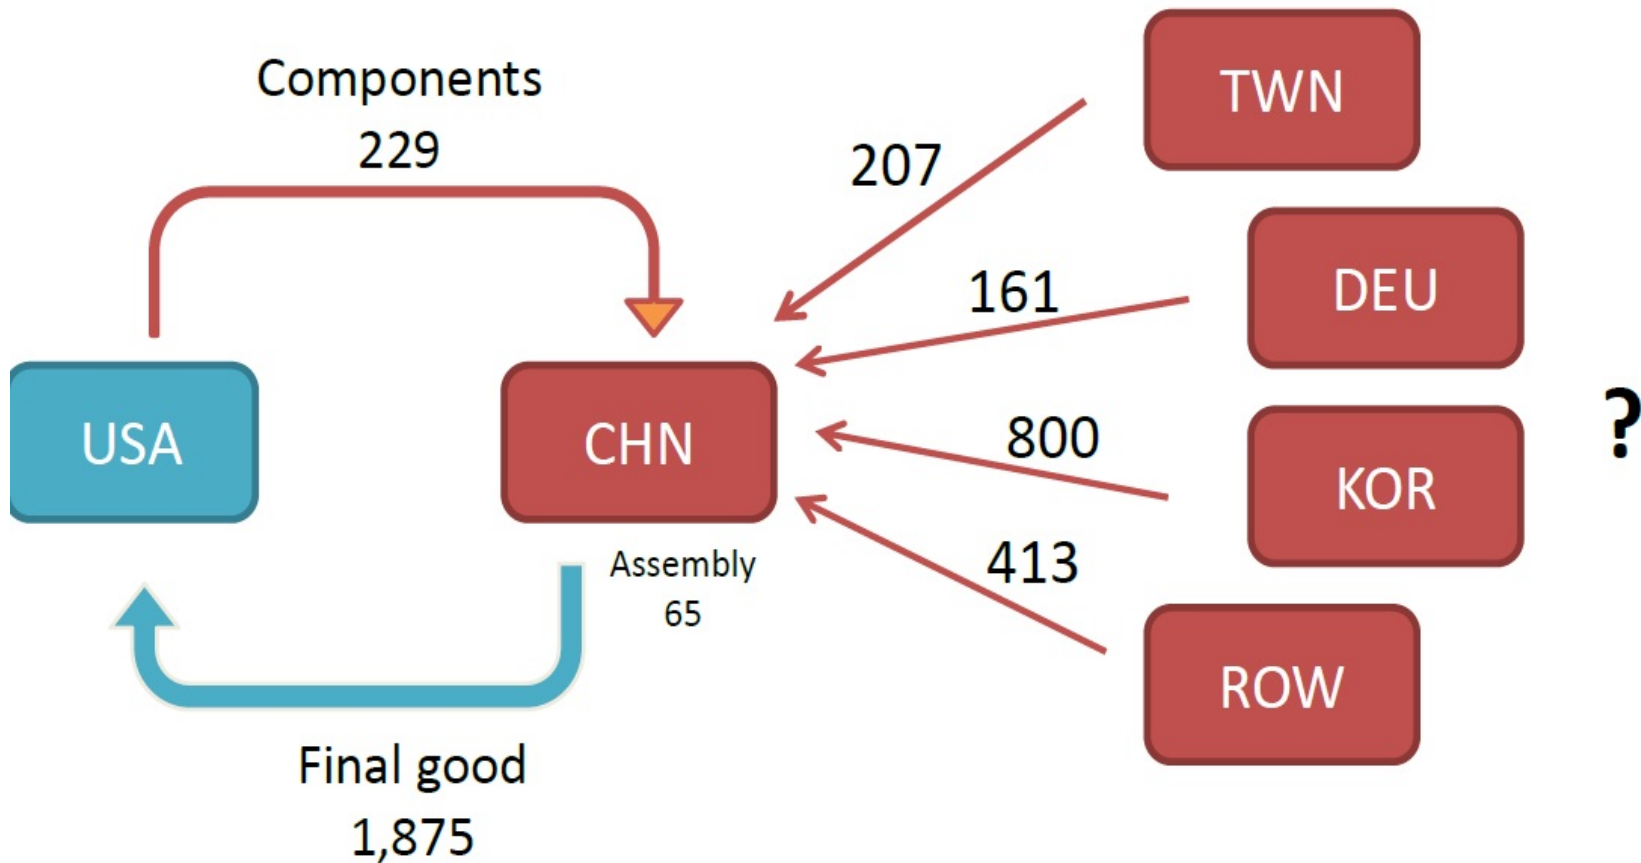 Components
229
TWN
207
DEU
161
USA
CHN
800
KOR
?
413
Assembly
65
ROW
Final good
1,875